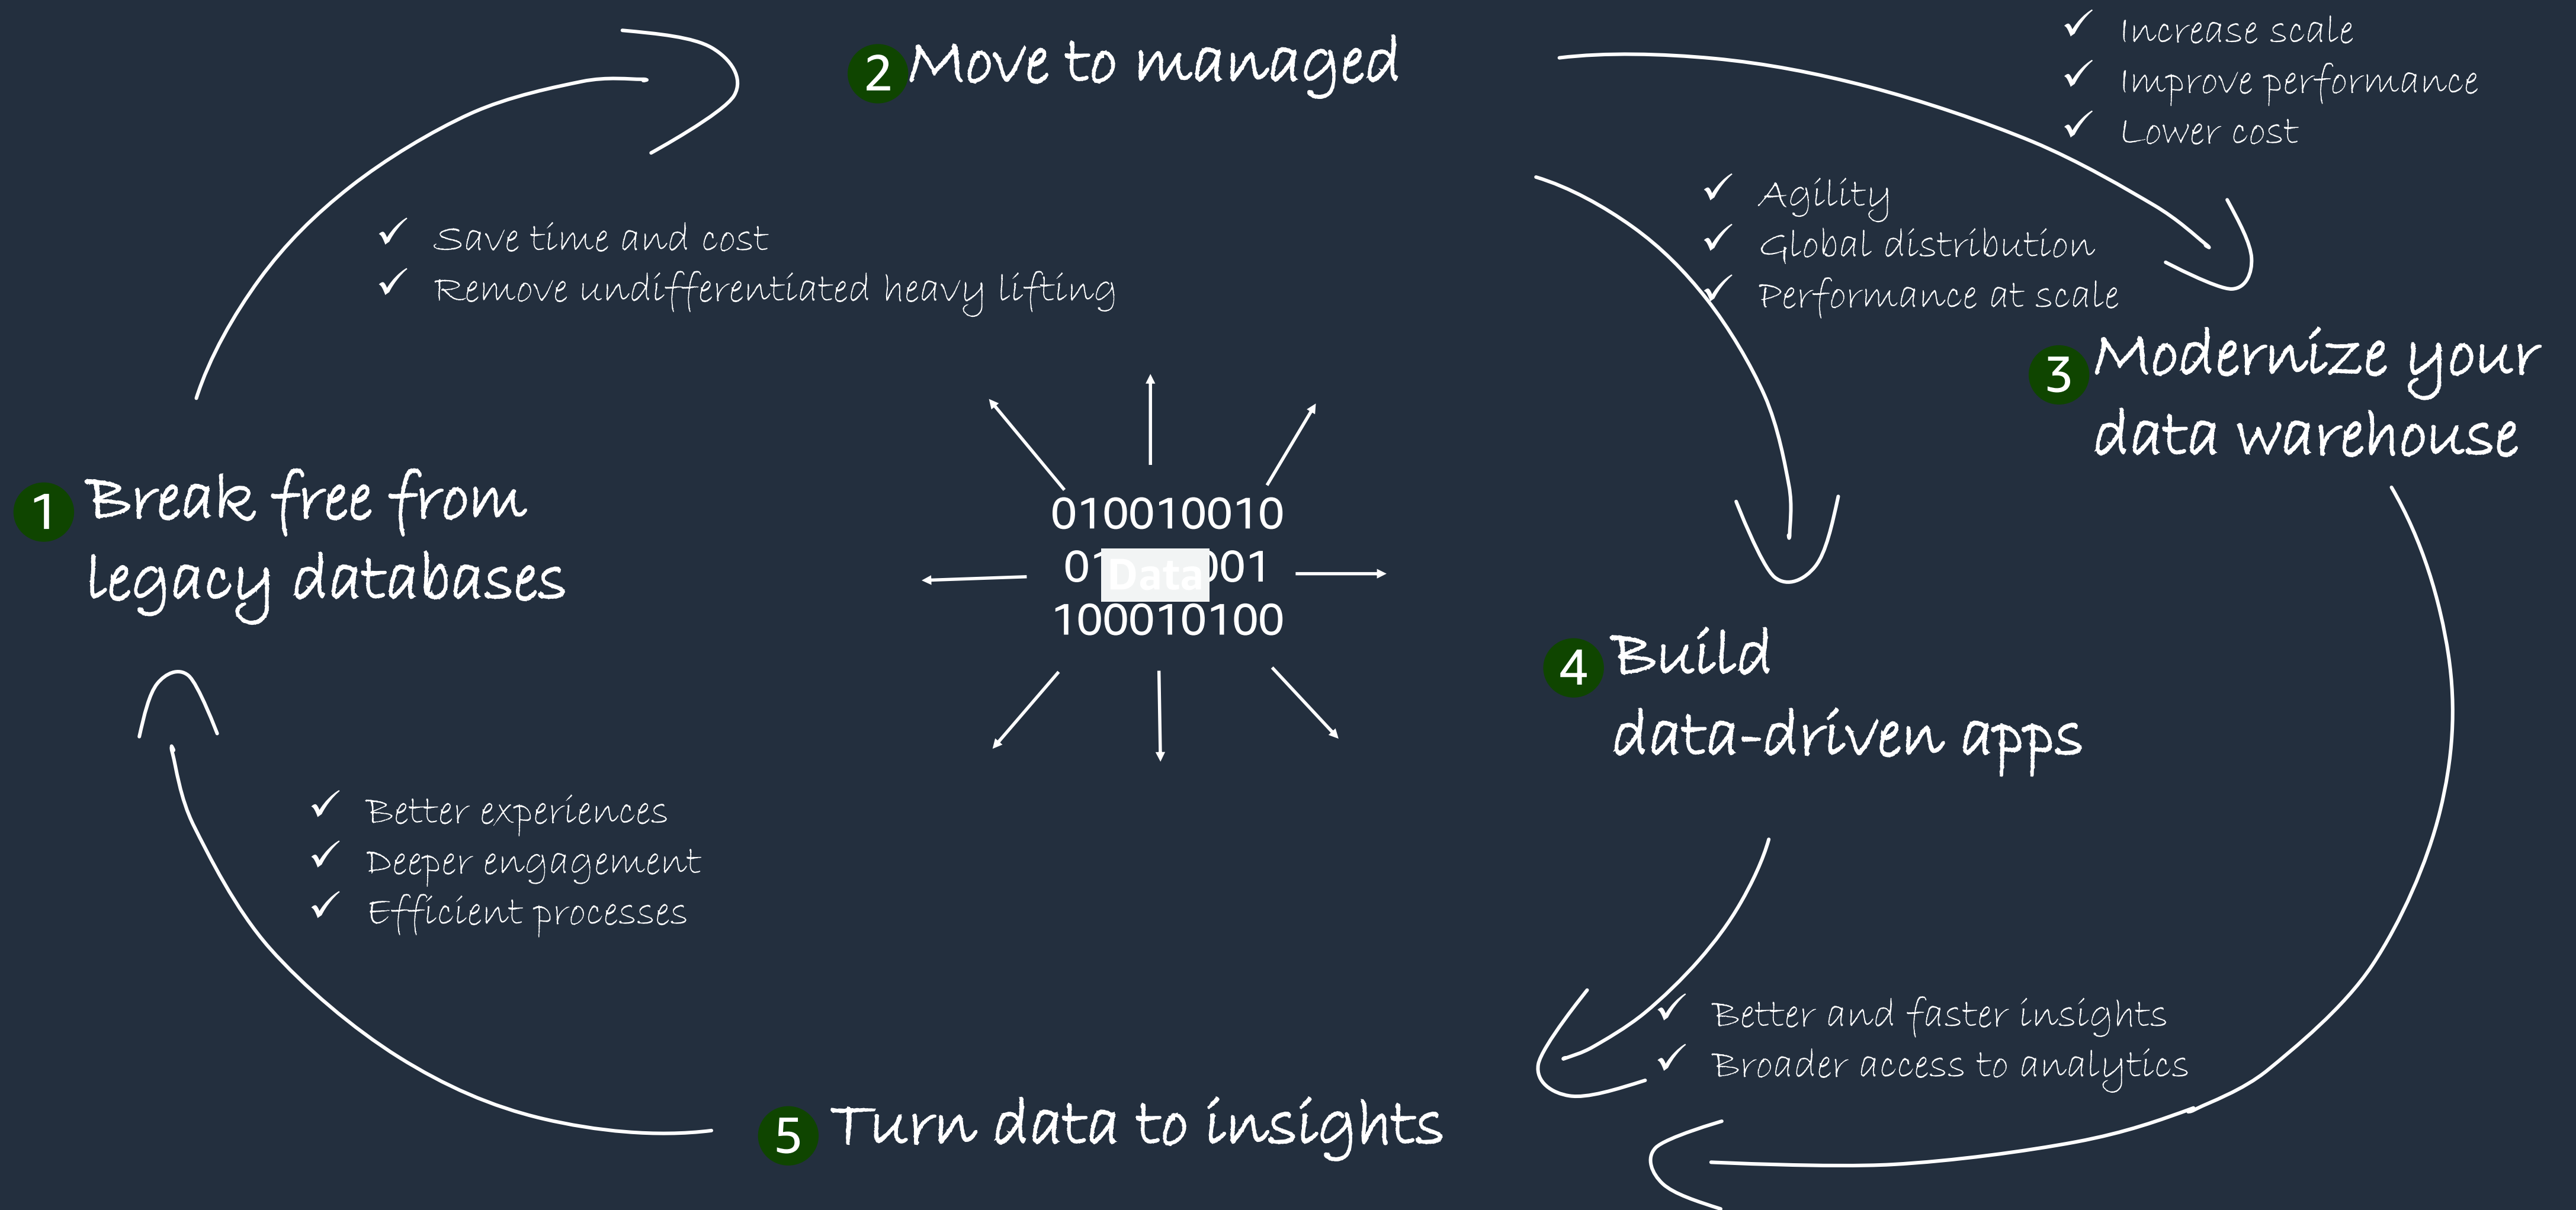 2 Move to managed
✓ Increase scale
✓ Improve performance
✓ Lower cost
✓ Agility
✓ Global distribution
✓ Performance at scale
✓ Save time and cost
✓ Remove undifferentiated heavy lifting
3 Modernize your
data warehouse
1 Break free from
legacy databases
010010010
01 001
Data
100010100
4 Build
data-driven apps
✓ Better experiences
✓ Deeper engagement
✓ Efficient processes
✓ Better and faster insights
✓ Broader access to analytics
5 Turn data to insights